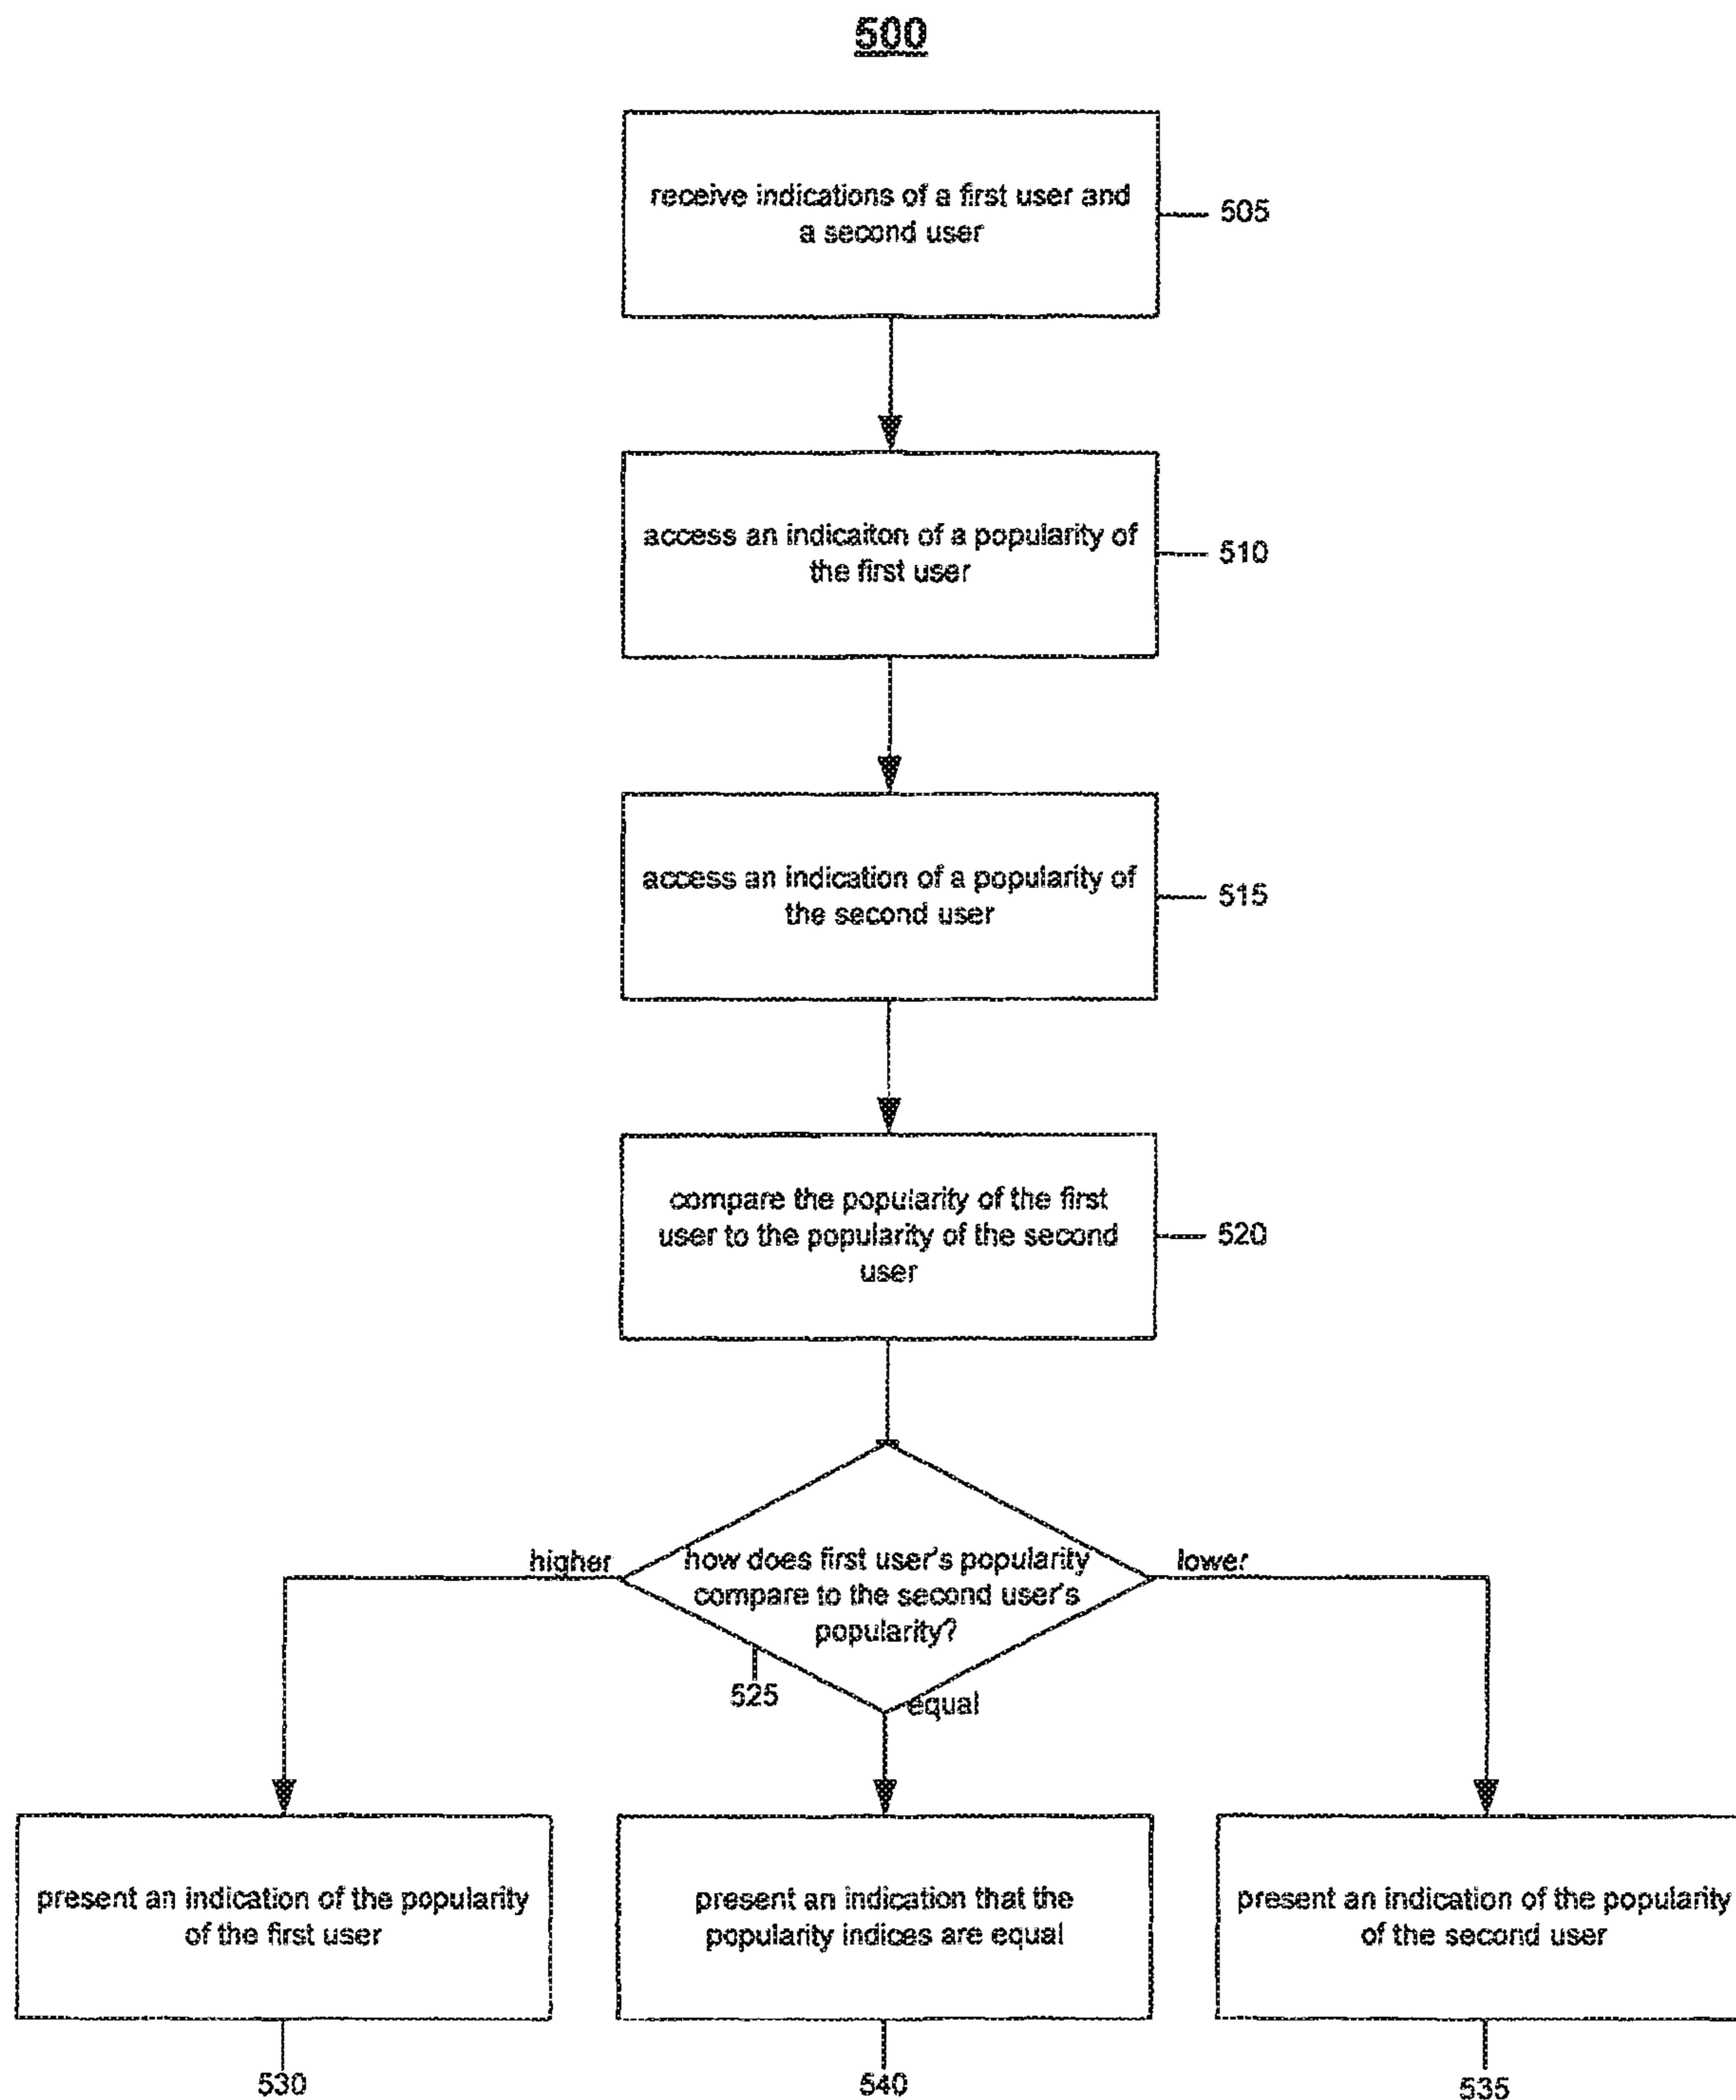 500
receive indications of a first user and
a second user
505
access an indicaiton of a popularity of
the first user
510
access an indication of a popularity of
the second user
515
compare the popularity of the first
user to the popularity of the second
user
520
higher
how does first user's popularity
compare to the second user's
popularity?
lower
525
equal
present an indication of the popularity
of the first user
present an indication that the
popularity indices are equal
present an indication of the popularity
of the second user
530
540
535